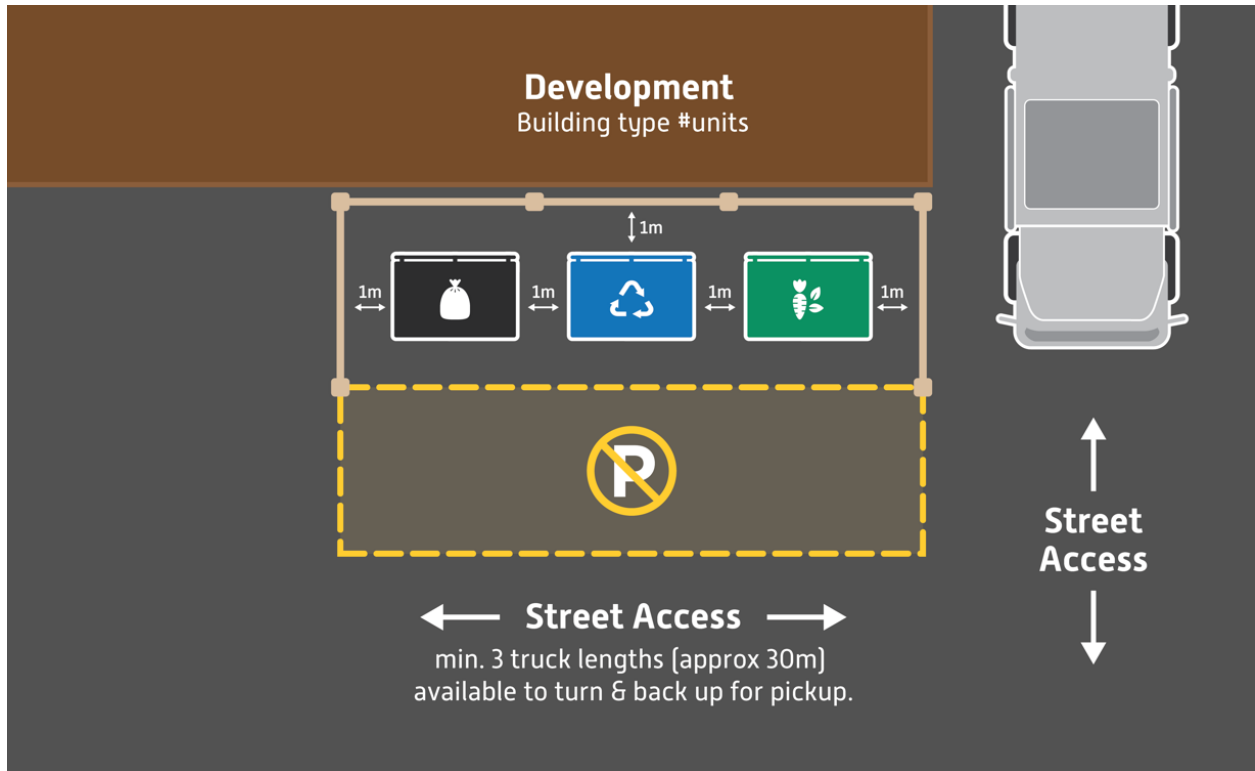 Development
Building type #units
1m
1m
1m
1m
1m
P
Street
Access
Street Access
min. 3 truck lengths (approx 30m)
available to turn & back up for pickup.